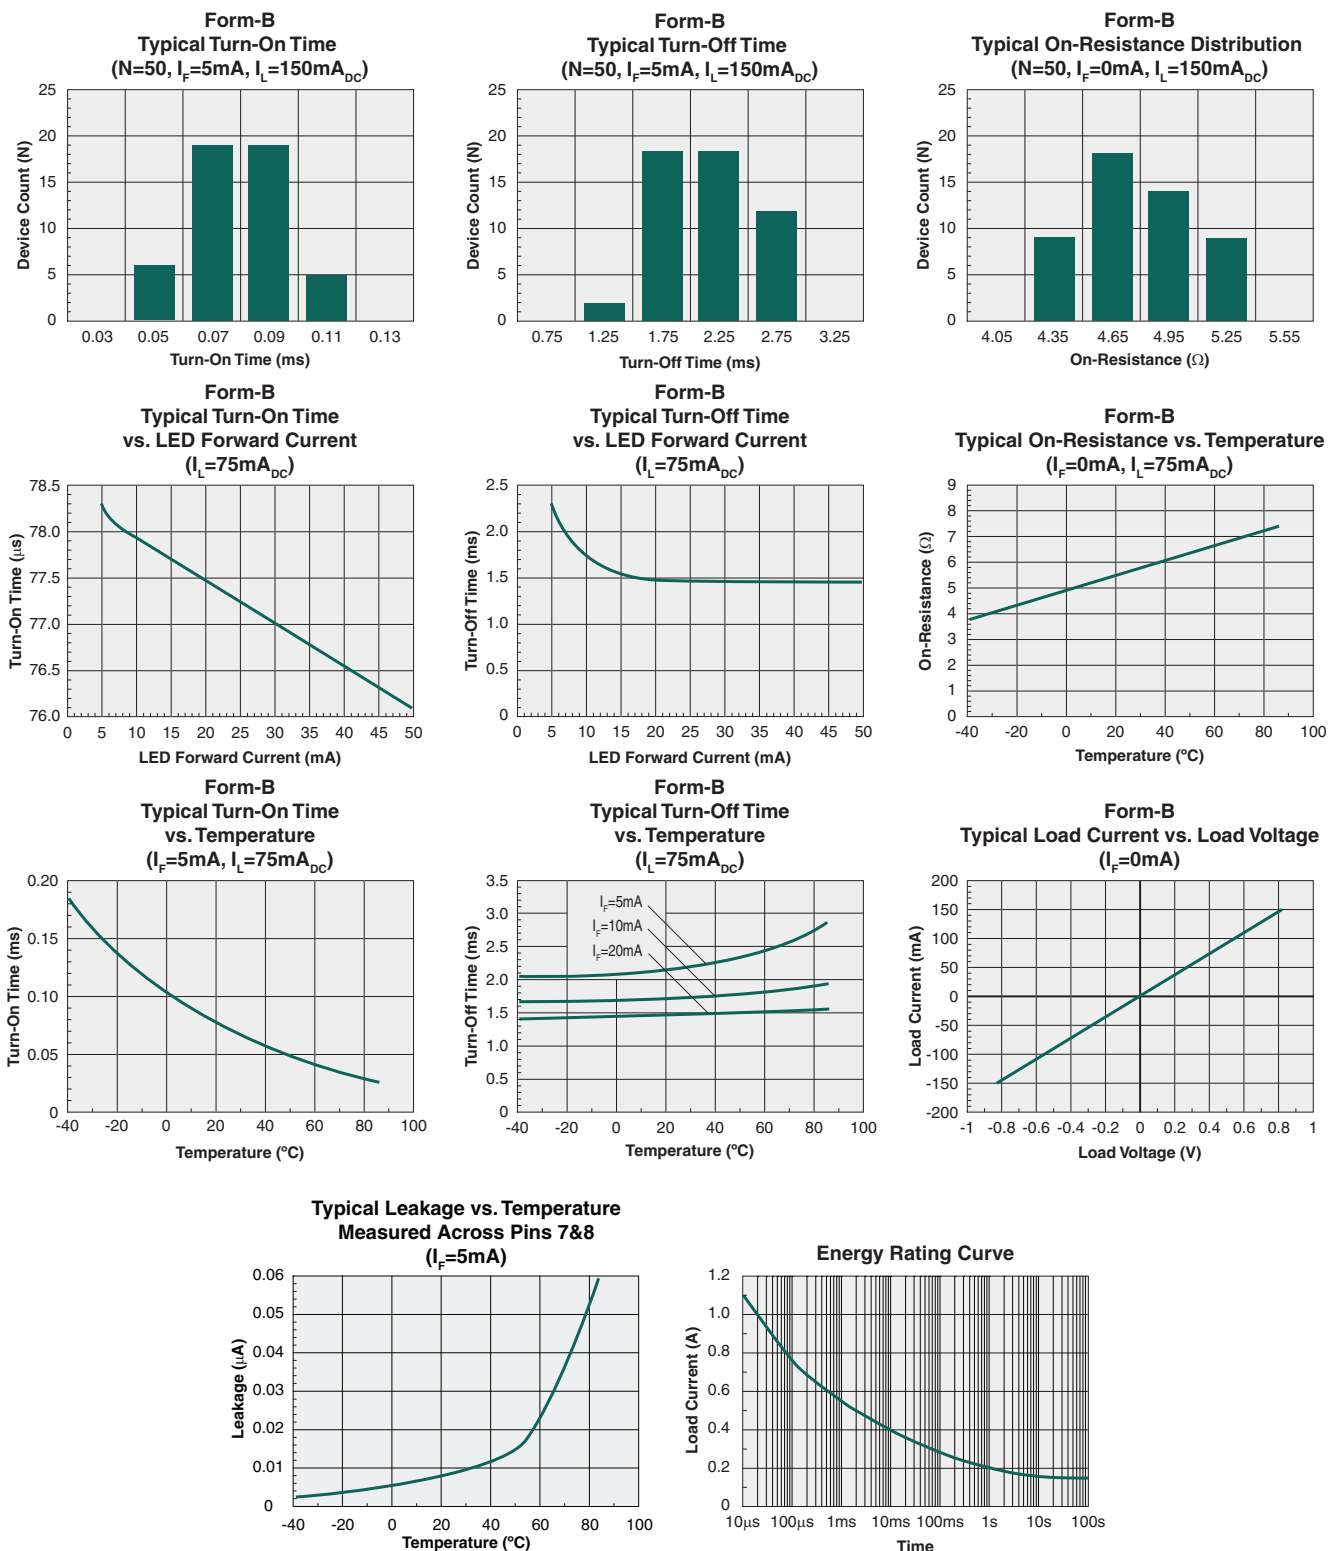 Form-B
Typical Turn-On Time
(N=50, IF=5mA, IL=150mADC)
25
20
15
10
5
0
Device Count (N)
0.03 0.05 0.07 0.09 0.11 0.13
Turn-On Time (ms)
Form-B
Typical Turn-Off Time
(N=50, IF=5mA, IL=150mADC)
25
20
15
10
5
0
Device Count (N)
0.75 1.25 1.75 2.25 2.75 3.25
Turn-Off Time (ms)
Form-B
Typical On-Resistance Distribution
(N=50, IF=0mA, IL=150mADC)
25
20
15
10
5
0
Device Count (N)
4.05 4.35 4.65 4.95 5.25 5.55
On-Resistance (Ω)
Form-B
Typical Turn-On Time
vs. LED Forward Current
(IL=75mADC)
78.5
78.0
77.5
77.0
76.5
76.0
Turn-On Time (μs)
0 5 10 15 20 25 30 35 40 45 50
LED Forward Current (mA)
Form-B
Typical Turn-Off Time
vs. LED Forward Current
(IL=75mADC)
2.5
2.0
1.5
1.0
0.5
0
Turn-Off Time (ms)
0 5 10 15 20 25 30 35 40 45 50
LED Forward Current (mA)
Form-B
Typical On-Resistance vs. Temperature
(IF=0mA, IL=75mADC)
9
8
7
6
5
4
3
2
1
0
On-Resistance (Ω)
-40 -20 0 20 40 60 80 100
Temperature (ºC)
Form-B
Typical Turn-On Time
vs. Temperature
(IF=5mA, IL=75mADC)
0.20
0.15
0.10
0.05
0
Turn-On Time (ms)
-40 -20 0 20 40 60 80 100
Temperature (ºC)
Form-B
Typical Turn-Off Time
vs. Temperature
(IL=75mADC)
3.5
3.0
2.5
2.0
1.5
1.0
0.5
0
Turn-Off Time (ms)
IF=5mA
IF=10mA
IF=20mA
-40 -20 0 20 40 60 80 100
Temperature (ºC)
Form-B
Typical Load Current vs. Load Voltage
(IF=0mA)
200
150
100
50
0
-50
-100
-150
-200
Load Current (mA)
-1 -0.8 -0.6 -0.4 -0.2 0 0.2 0.4 0.6 0.8 1
Load Voltage (V)
Typical Leakage vs. Temperature
Measured Across Pins 7&8
(IF=5mA)
0.06
0.05
0.04
0.03
0.02
0.01
0
Leakage (μA)
-40 -20 0 20 40 60 80 100
Temperature (ºC)
Energy Rating Curve
1.2
1.0
0.8
0.6
0.4
0.2
0
Load Current (A)
10μs 100μs 1ms 10ms 100ms 1s 10s 100s
Time